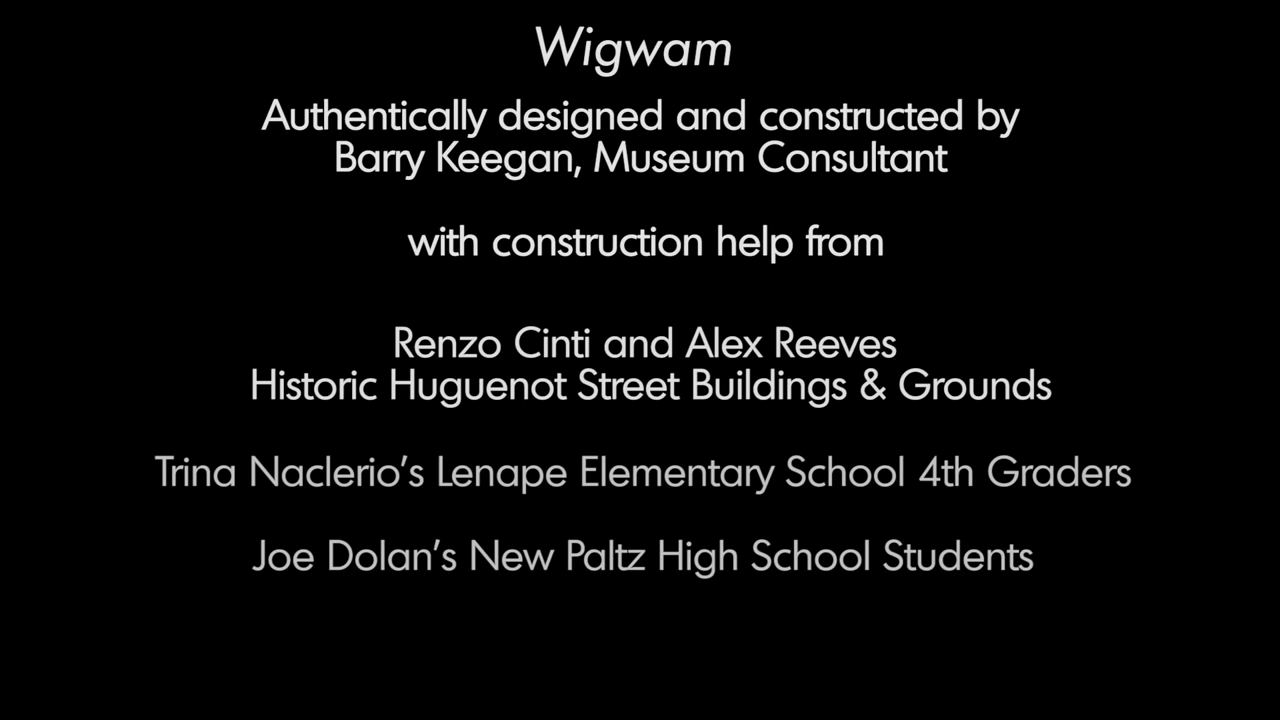 Wigwam
Authentically designed and constructed by
Barry Keegan, Museum Consultant
with construction help from
Renzo Cinti and Alex Reeves
Historic Huguenot Street Buildings & Grounds
Trina Naclerio’s Lenape Elementary School 4th Graders
Joe Dolan’s New Paltz High School Students